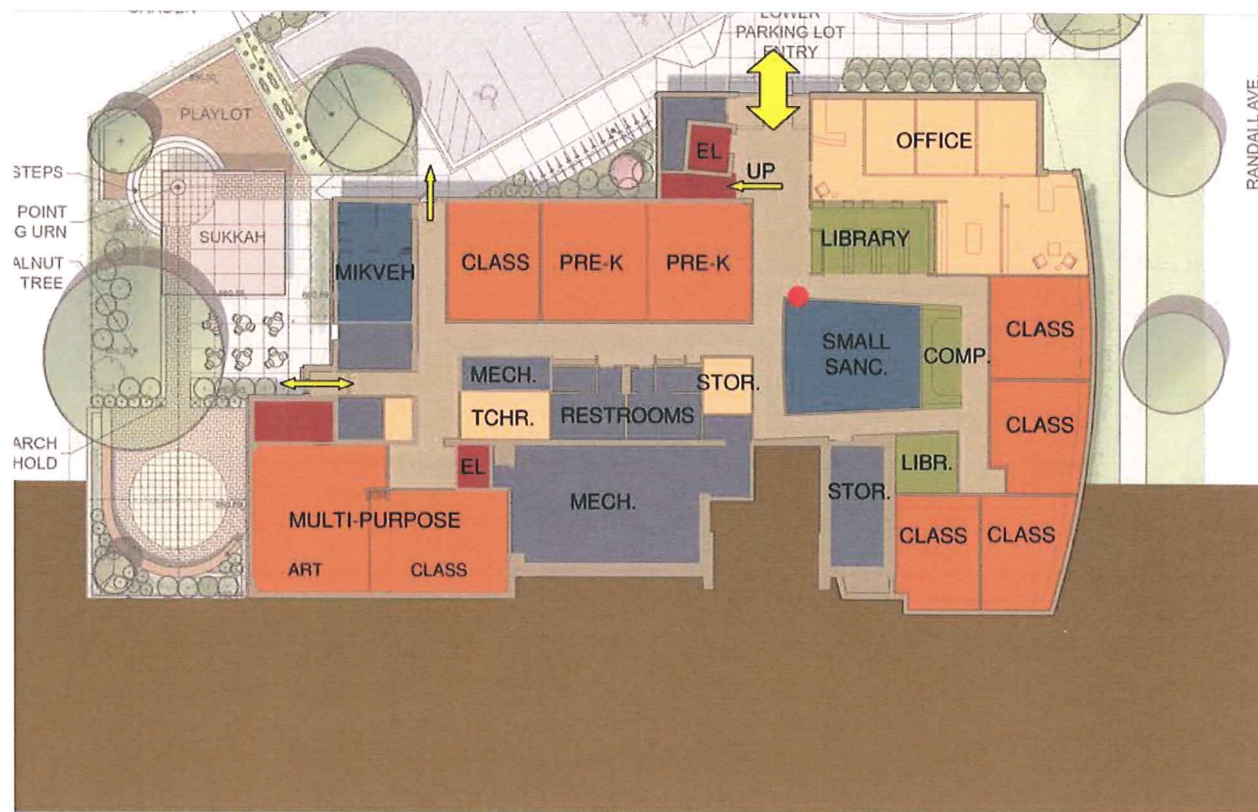 GARDEN
LOWER
PARKING LOT
ENTRY
PLAYLOT
RANDALL AVE.
OFFICE
EL
UP
STEPS
POINT
G URN
SUKKAH
ALNUT
TREE
MIKVEH
CLASS
PRE-K
PRE-K
LIBRARY
CLASS
SMALL
SANC.
COMP.
MECH.
STOR.
TCHR.
RESTROOMS
CLASS
ARCH
HOLD
EL
MECH.
STOR.
LIBR.
MULTI-PURPOSE
ART
CLASS
CLASS
CLASS